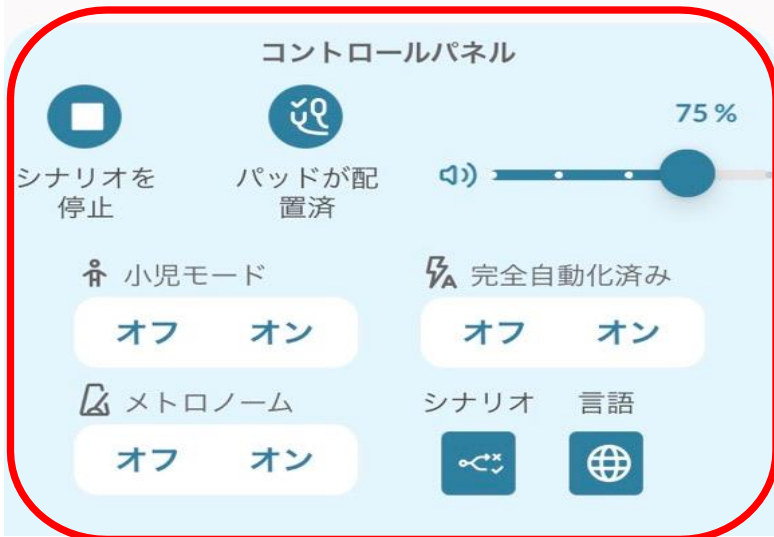 コントロールパネル
75 %
シナリオを
停止
パッドが配
置済
小児モード
完全自動化済み
オフ オン
オフ オン
メトロノーム
シナリオ
言語
オフ オン